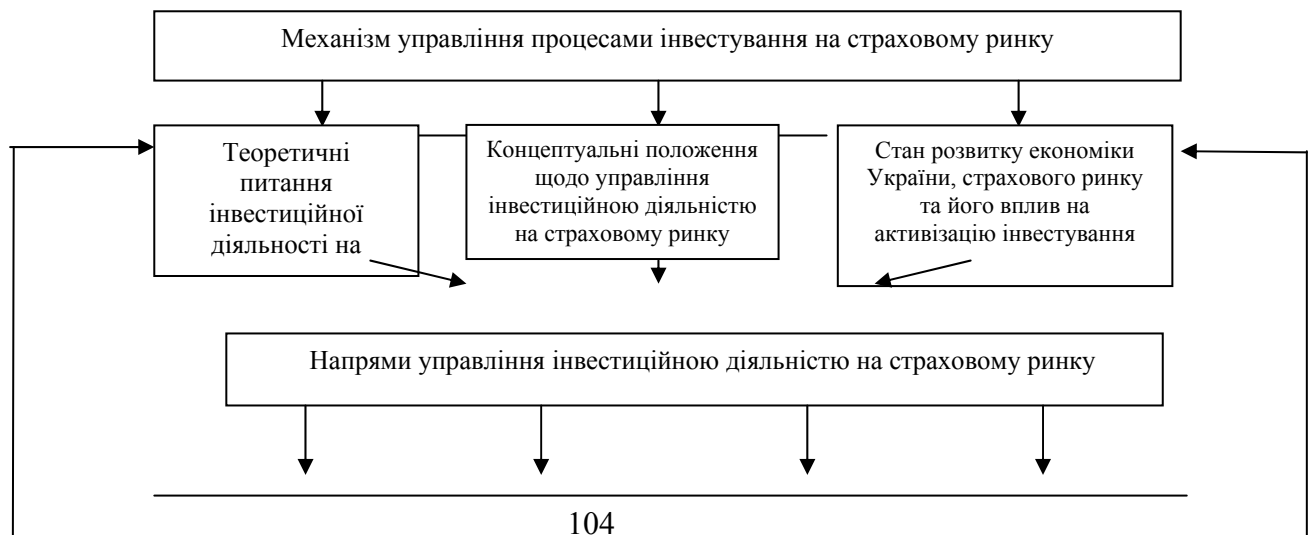 Механізм управління процесами інвестування на страховому ринку
Теоретичні
питання
інвестиційної
діяльності на
Концептуальні положення
щодо управління
інвестиційною діяльністю
на страховому ринку
Стан розвитку економіки
України, страхового ринку
та його вплив на
активізацію інвестування
Напрями управління інвестиційною діяльністю на страховому ринку
104